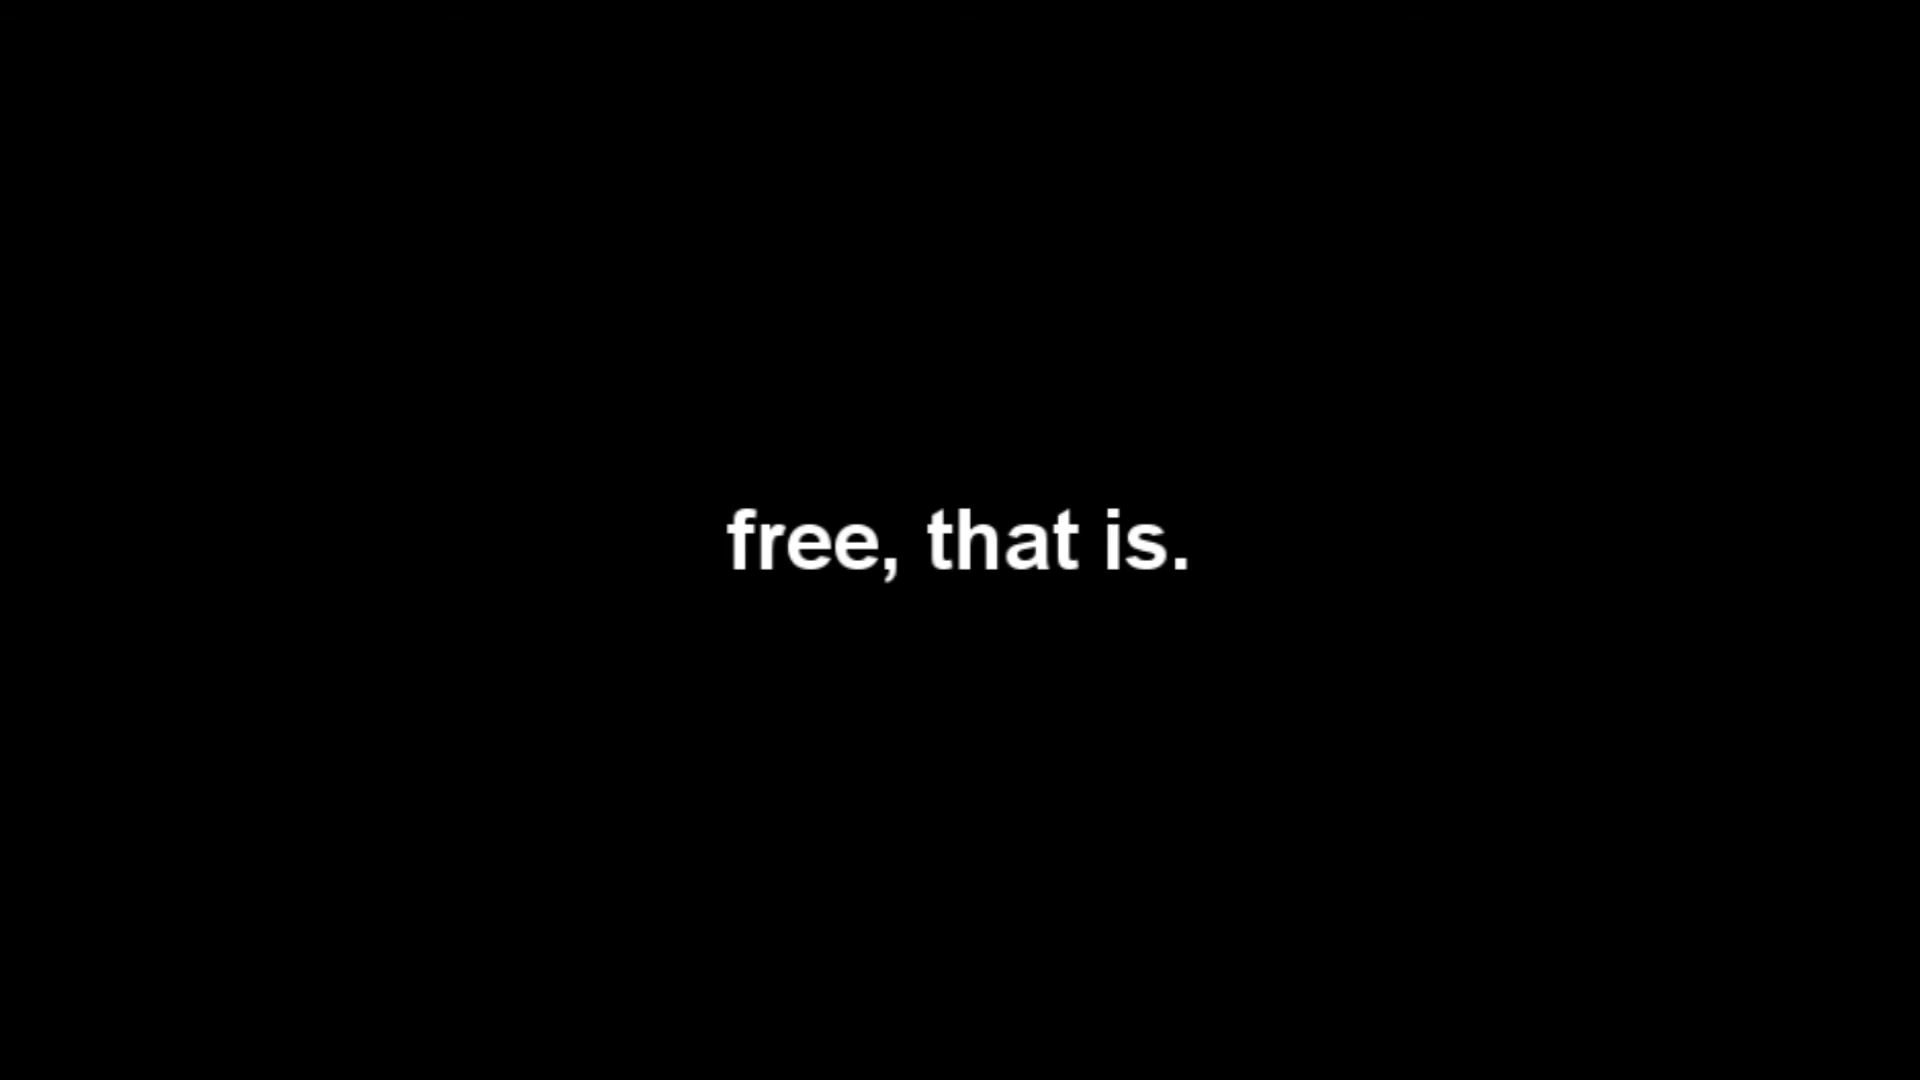 free, that is.